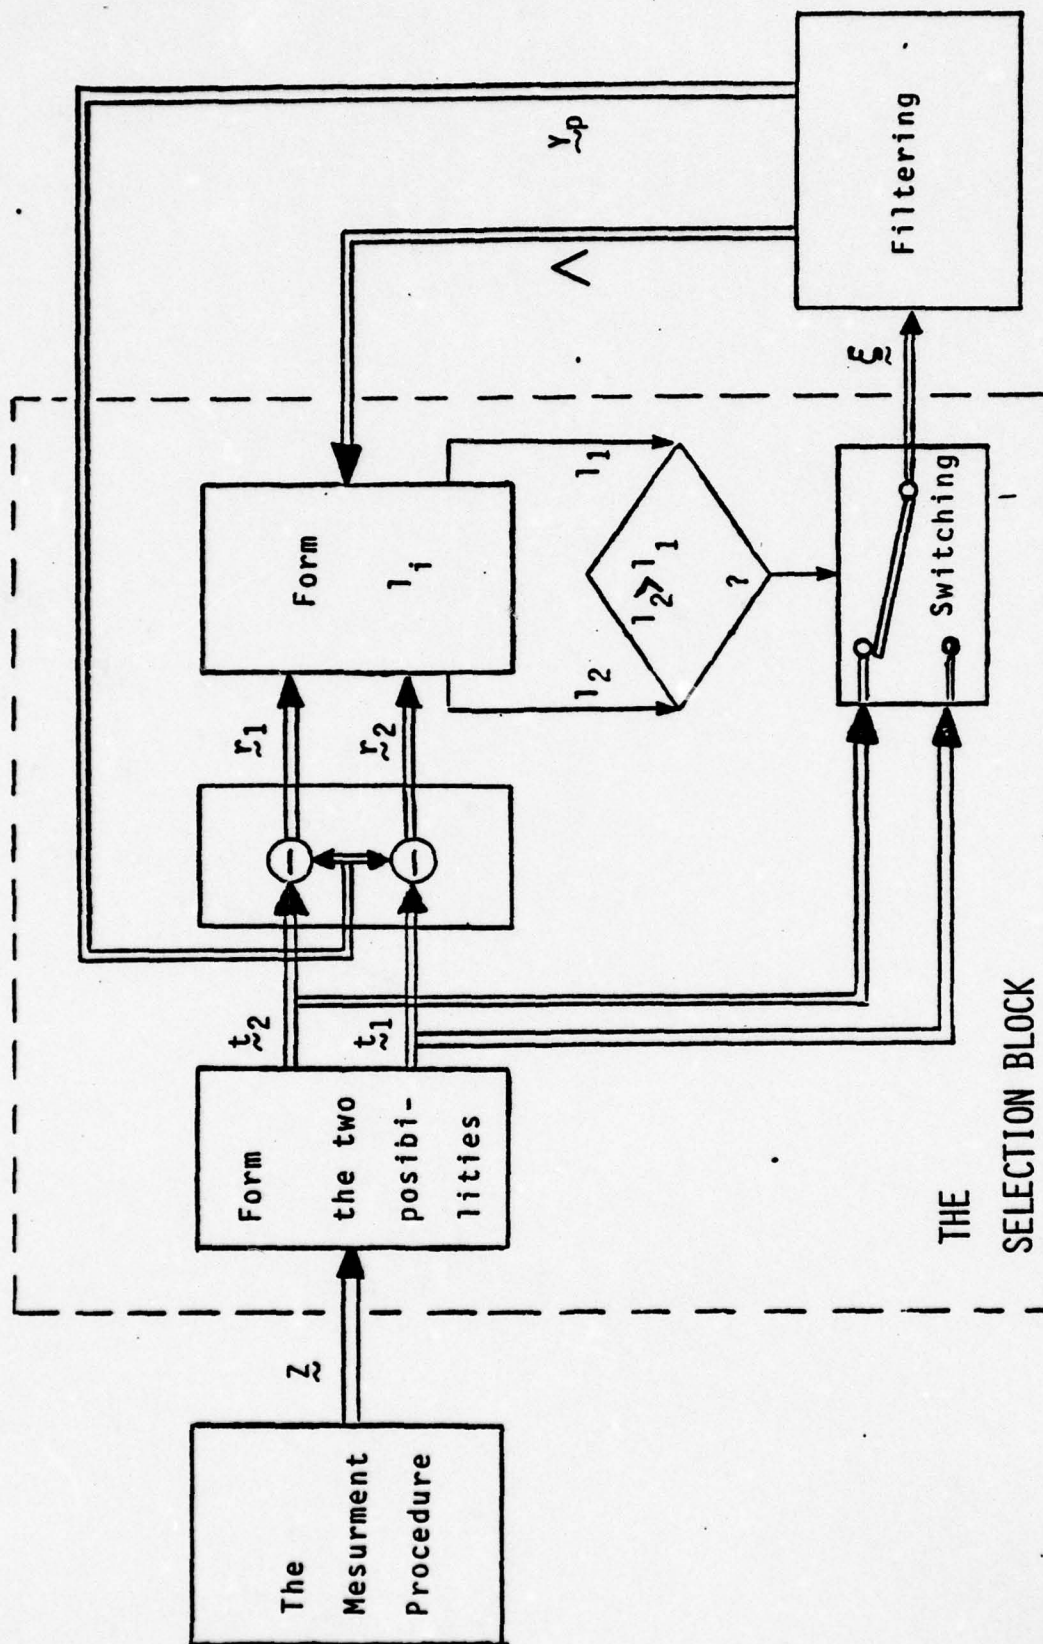 The
Mesurment
Procedure
z
Form
the two
posibi-
lities
t2
t1
r1
r2
Form
li
l2
l1
l2>l1
?
Switching
ξ
Λ
yp
Filtering
THE
SELECTION BLOCK